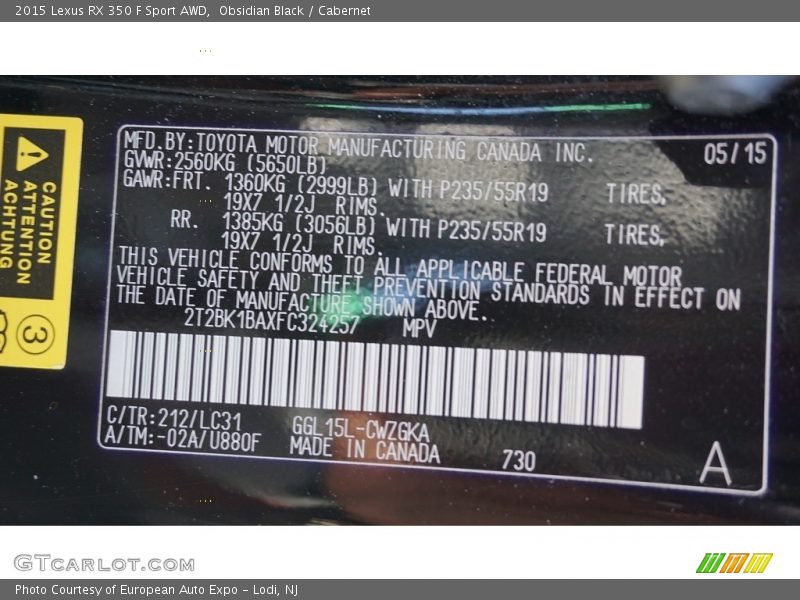 2015 Lexus RX 350 F Sport AWD,  Obsidian Black / Cabernet
CAUTION
ATTENTION
ACHTUNG
3
MFD.BY:TOYOTA MOTOR MANUFACTURING CANADA INC. 05/15
GVWR:2560KG (5650LB)
GAWR:FRT. 1360KG (2999LB) WITH P235/55R19 TIRES,
19X7 1/2J RIMS.
RR. 1385KG (3056LB) WITH P235/55R19 TIRES,
19X7 1/2J RIMS.
THIS VEHICLE CONFORMS TO ALL APPLICABLE FEDERAL MOTOR
VEHICLE SAFETY AND THEFT PREVENTION STANDARDS IN EFFECT ON
THE DATE OF MANUFACTURE SHOWN ABOVE.
2T2BK1BAXFC324257 MPV
C/TR:212/LC31 GGL15L-CWZGKA
A/TM:-02A/U880F MADE IN CANADA 730 A
GTCarLot.com
Photo Courtesy of European Auto Expo - Lodi, NJ